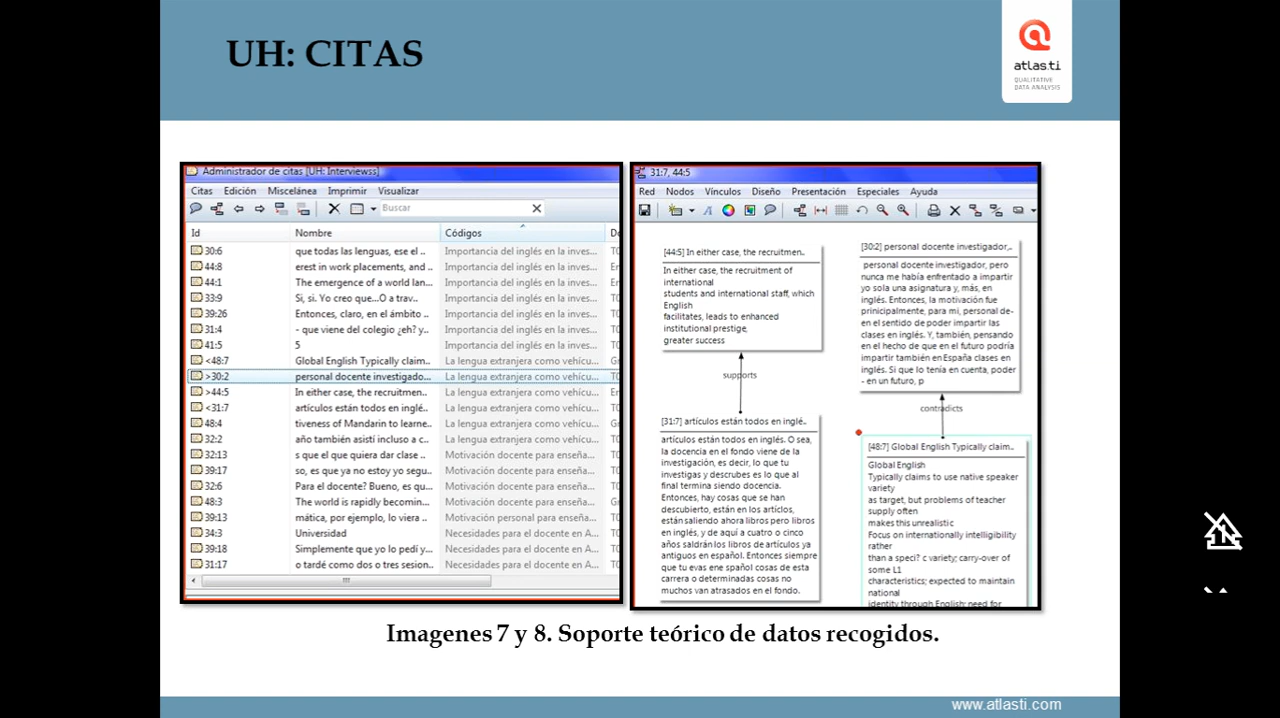 UH: CITAS
atlas.ti
QUALITATIVE
DATA ANALYSIS
Administrador de citas [UH: Interviewss]
Citas Edición Miscelánea Imprimir Visualizar
Buscar
Id Nombre Códigos
30:6 que todas las lenguas, ese el .. Importancia del inglés en la inves...
44:8 erest in work placements, and .. Importancia del inglés en la inves...
44:1 The emergence of a world lan... Importancia del inglés en la inves...
33:9 Si, si. Yo creo que...O a trav.. Importancia del inglés en la inves...
39:26 Entonces, claro, en el ámbito .. Importancia del inglés en la inves...
31:4 - que viene del colegio ¿eh? y.. Importancia del inglés en la inves...
41:5 5 Importancia del inglés en la inves...
<48:7 Global English Typically claim.. La lengua extranjera como vehícu...
>30:2 personal docente investigado... La lengua extranjera como vehícu...
>44:5 In either case, the recruitmen.. La lengua extranjera como vehícu...
<31:7 artículos están todos en inglé.. La lengua extranjera como vehícu...
48:4 tiveness of Mandarin to learne.. La lengua extranjera como vehícu...
32:2 año también asistí incluso a c.. La lengua extranjera como vehícu...
32:13 s que el que quiera dar clase .. Motivación docente para enseña...
39:17 so, es que ya no estoy yo segu.. Motivación docente para enseña...
32:6 Para el docente? Bueno, es qu... Motivación docente para enseña...
48:3 The world is rapidly becomin... Motivación docente para enseña...
39:13 mática, por ejemplo, lo viera .. Motivación personal para enseña...
34:3 Universidad Necesidades para el docente en A...
39:18 Simplemente que yo lo pedí y... Necesidades para el docente en A...
31:17 o tardé como dos o tres sesion.. Necesidades para el docente en A...
31:7, 44:5
Red Nodos Vínculos Diseño Presentación Especiales Ayuda
[44:5] In either case, the recruitmen..
In either case, the recruitment of
international
students and international staff, which
English
facilitates, leads to enhanced
institutional prestige,
greater success
supports
[31:7] artículos están todos en inglé..
artículos están todos en inglés. O sea,
la docencia en el fondo viene de la
investigación, es decir, lo que tu
investigas y descrubes es lo que al
final termina siendo docencia.
Entonces, hay cosas que se han
descubierto, están en los artíclos,
están saliendo ahora libros pero libros
en inglés, y de aquí a cuatro o cinco
años saldrán los libros de artículos ya
antiguos en español. Entonces siempre
que tu evas ene spañol cosas de esta
carrera o determinadas cosas no
muchos van atrasados en el fondo.
[30:2] personal docente investigador,..
personal docente investigador, pero
nunca me había enfrentado a impartir
yo sola una asignatura y, más, en
inglés. Entonces, la motivación fue
prinicipalmente, para mi, personal de-
en el sentido de poder impartir las
clases en inglés. Y, también, pensando
en el hecho de que en el futuro podría
impartir también en España clases en
inglés. Si que lo tenía en cuenta, poder
- en un futuro, p
contradicts
[48:7] Global English Typically claim..
Global English
Typically claims to use native speaker
variety
as target, but problems of teacher
supply often
makes this unrealistic
Focus on internationally intelligibility
rather
than a speci? c variety; carry-over of
some L1
characteristics; expected to maintain
national
identity through English; need for
Imagenes 7 y 8. Soporte teórico de datos recogidos.
www.atlasti.com